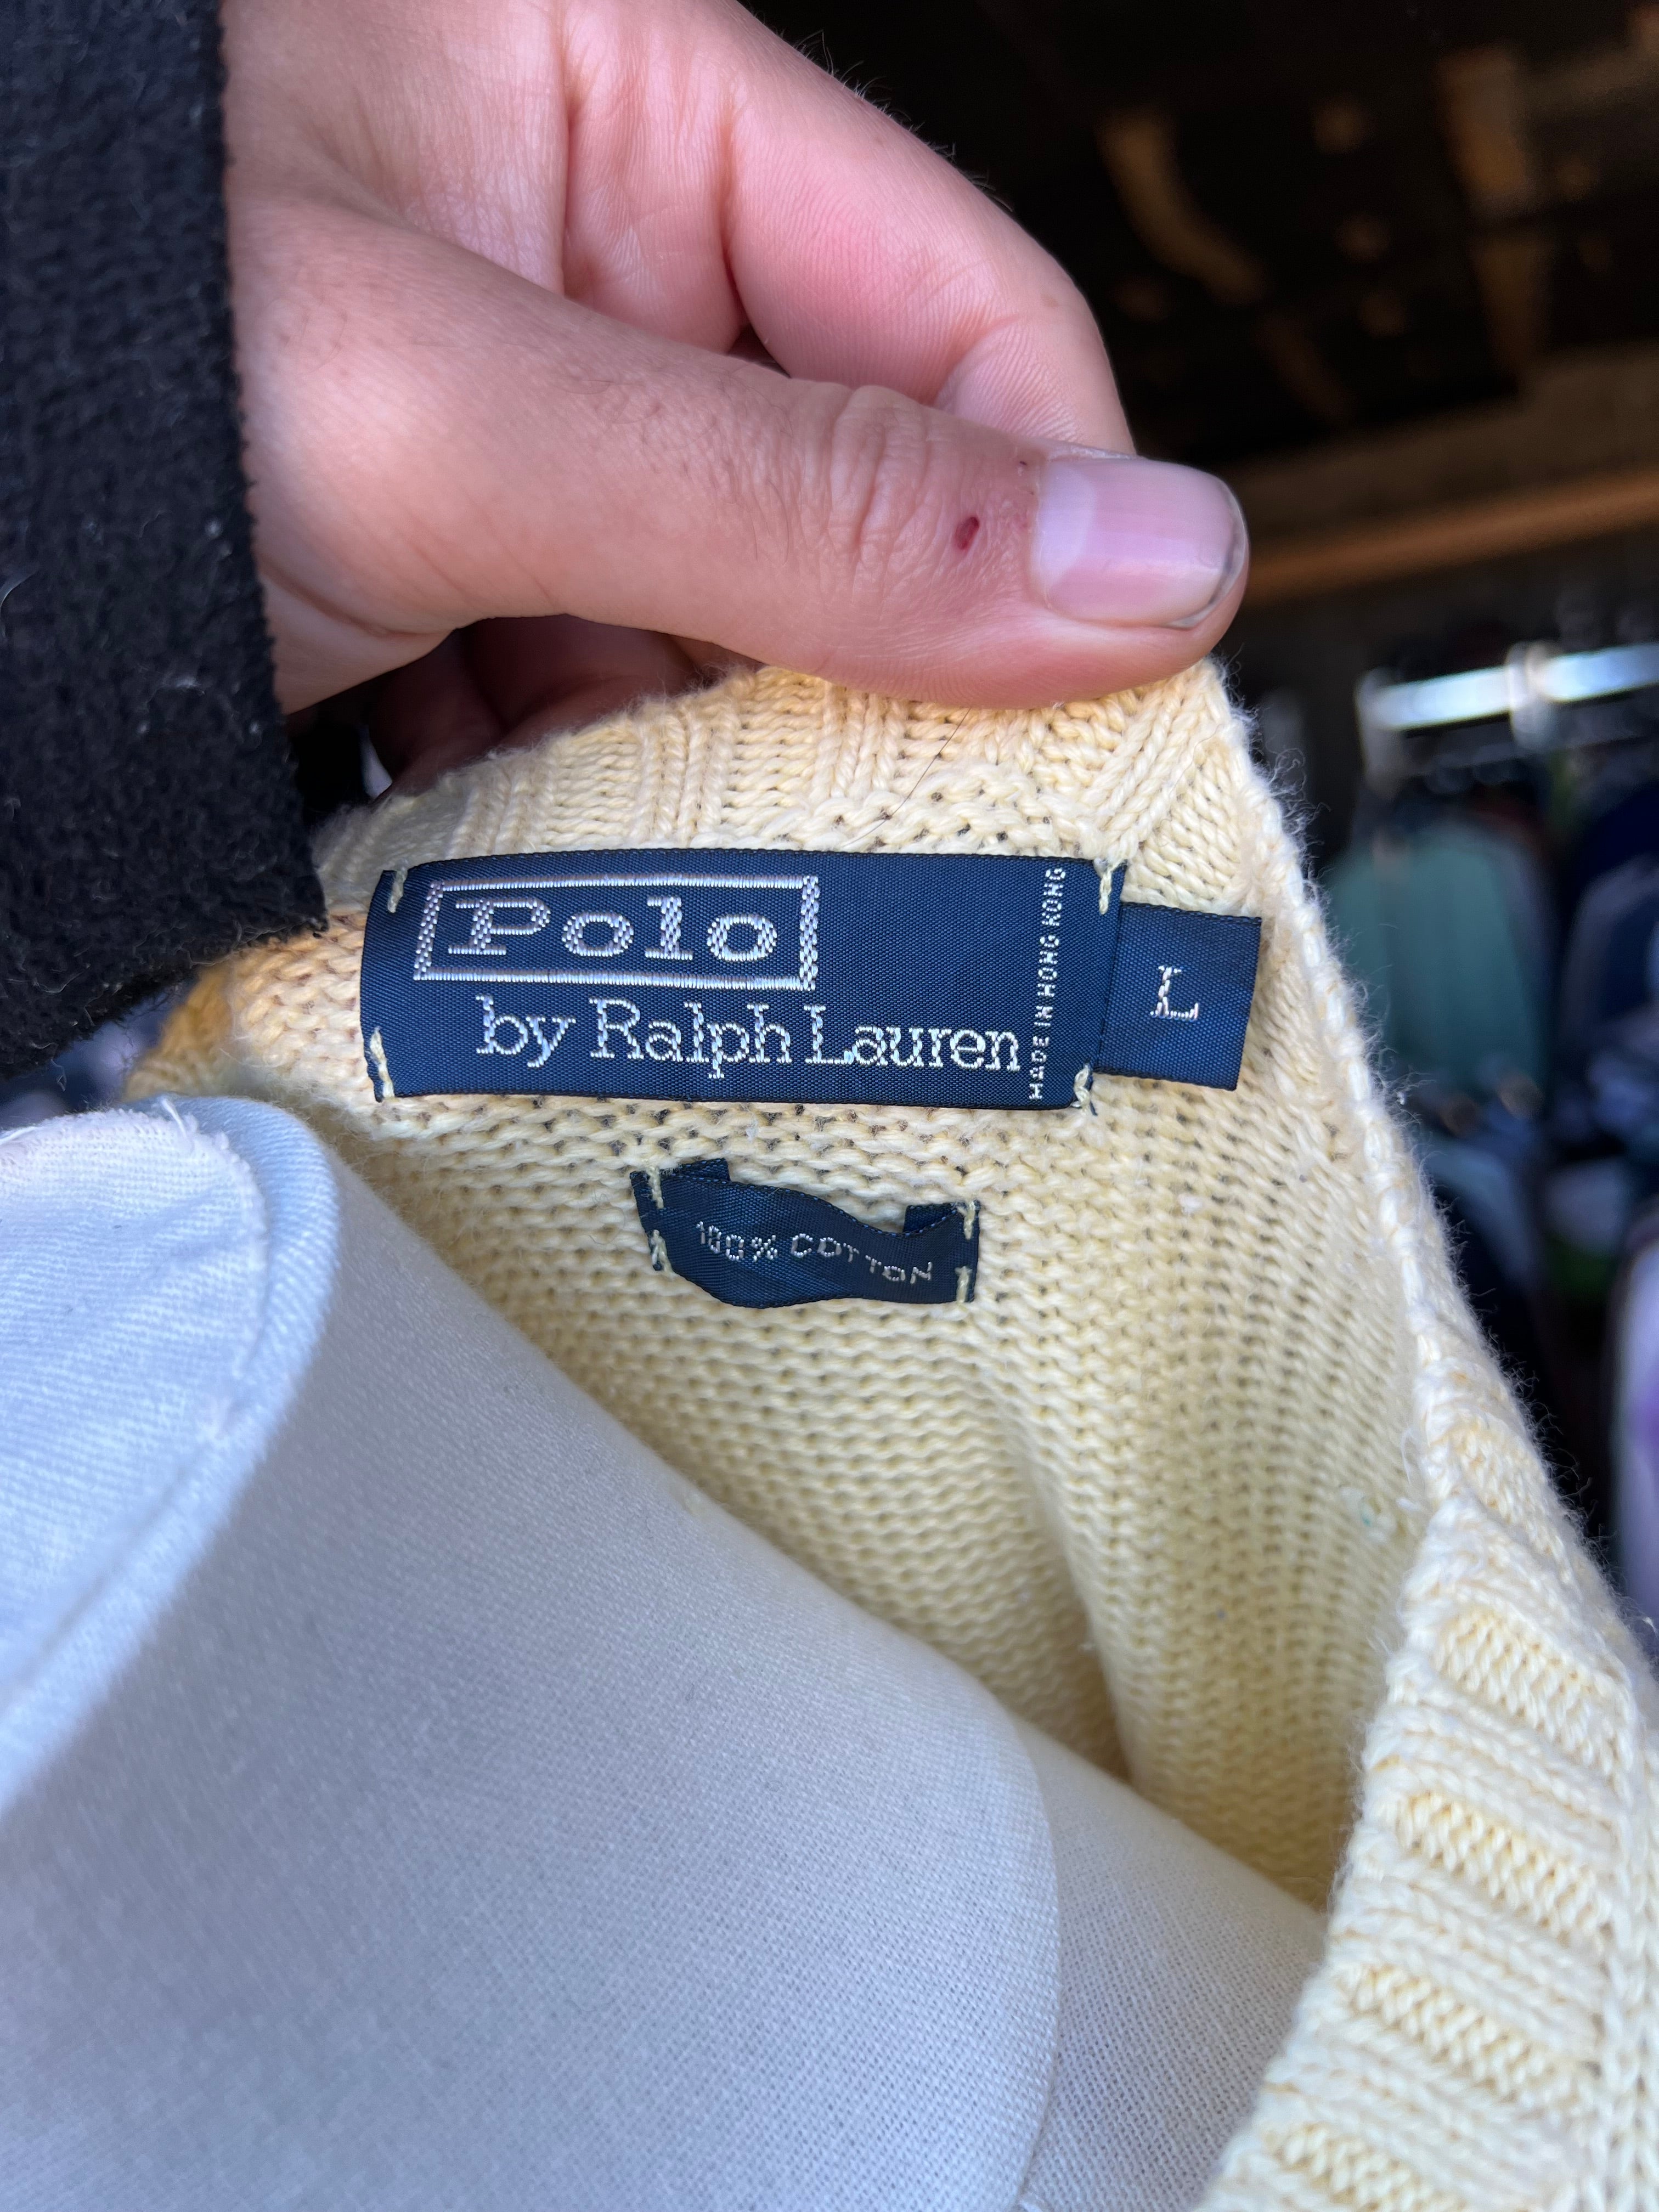 Polo
by Ralph Lauren
MADE IN HONG KONG
L
100% COTTON